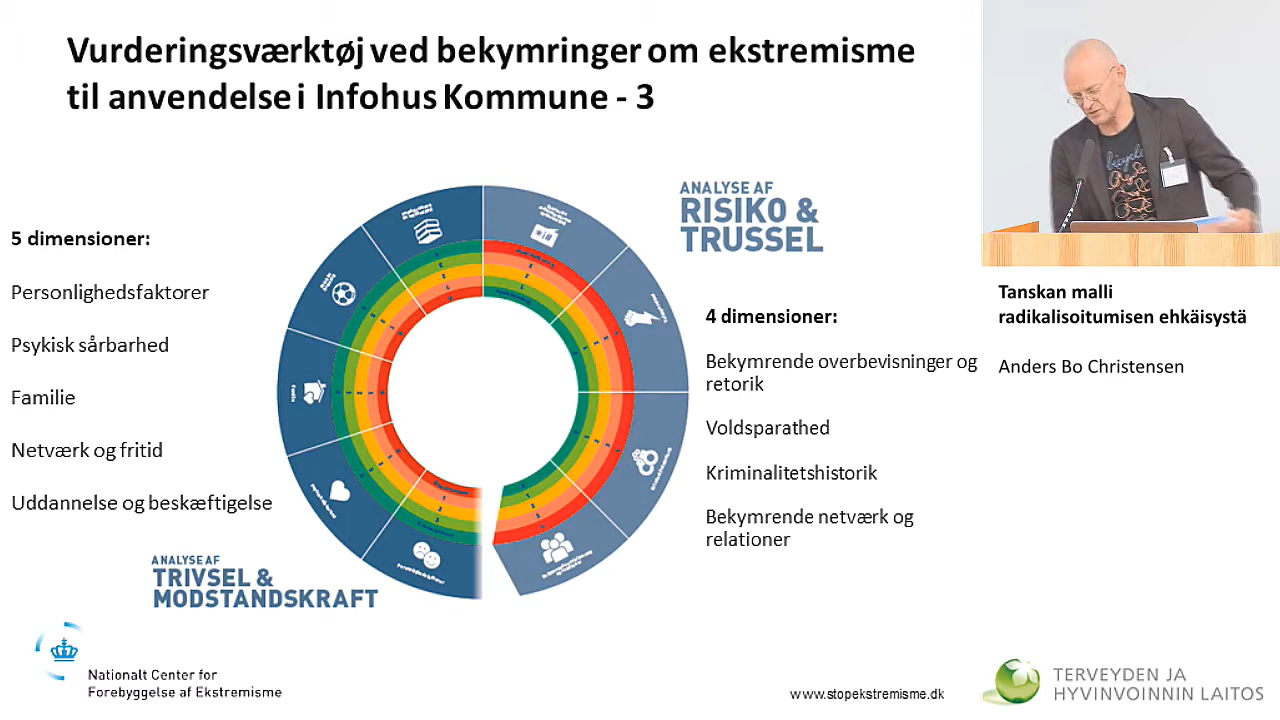 Vurderingsværktøj ved bekymringer om ekstremisme
til anvendelse i Infohus Kommune - 3
5 dimensioner:
Personlighedsfaktorer
Psykisk sårbarhed
Familie
Netværk og fritid
Uddannelse og beskæftigelse
ANALYSE AF
TRIVSEL &
MODSTANDSKRAFT
Familie
ANALYSE AF
RISIKO &
TRUSSEL
4 dimensioner:
Bekymrende overbevisninger og
retorik
Voldsparathed
Kriminalitetshistorik
Bekymrende netværk og
relationer
Tanskan malli
radikalisoitumisen ehkäisystä
Anders Bo Christensen
Nationalt Center for
Forebyggelse af Ekstremisme
www.stopekstremisme.dk
TERVEYDEN JA
HYVINVOINNIN LAITOS